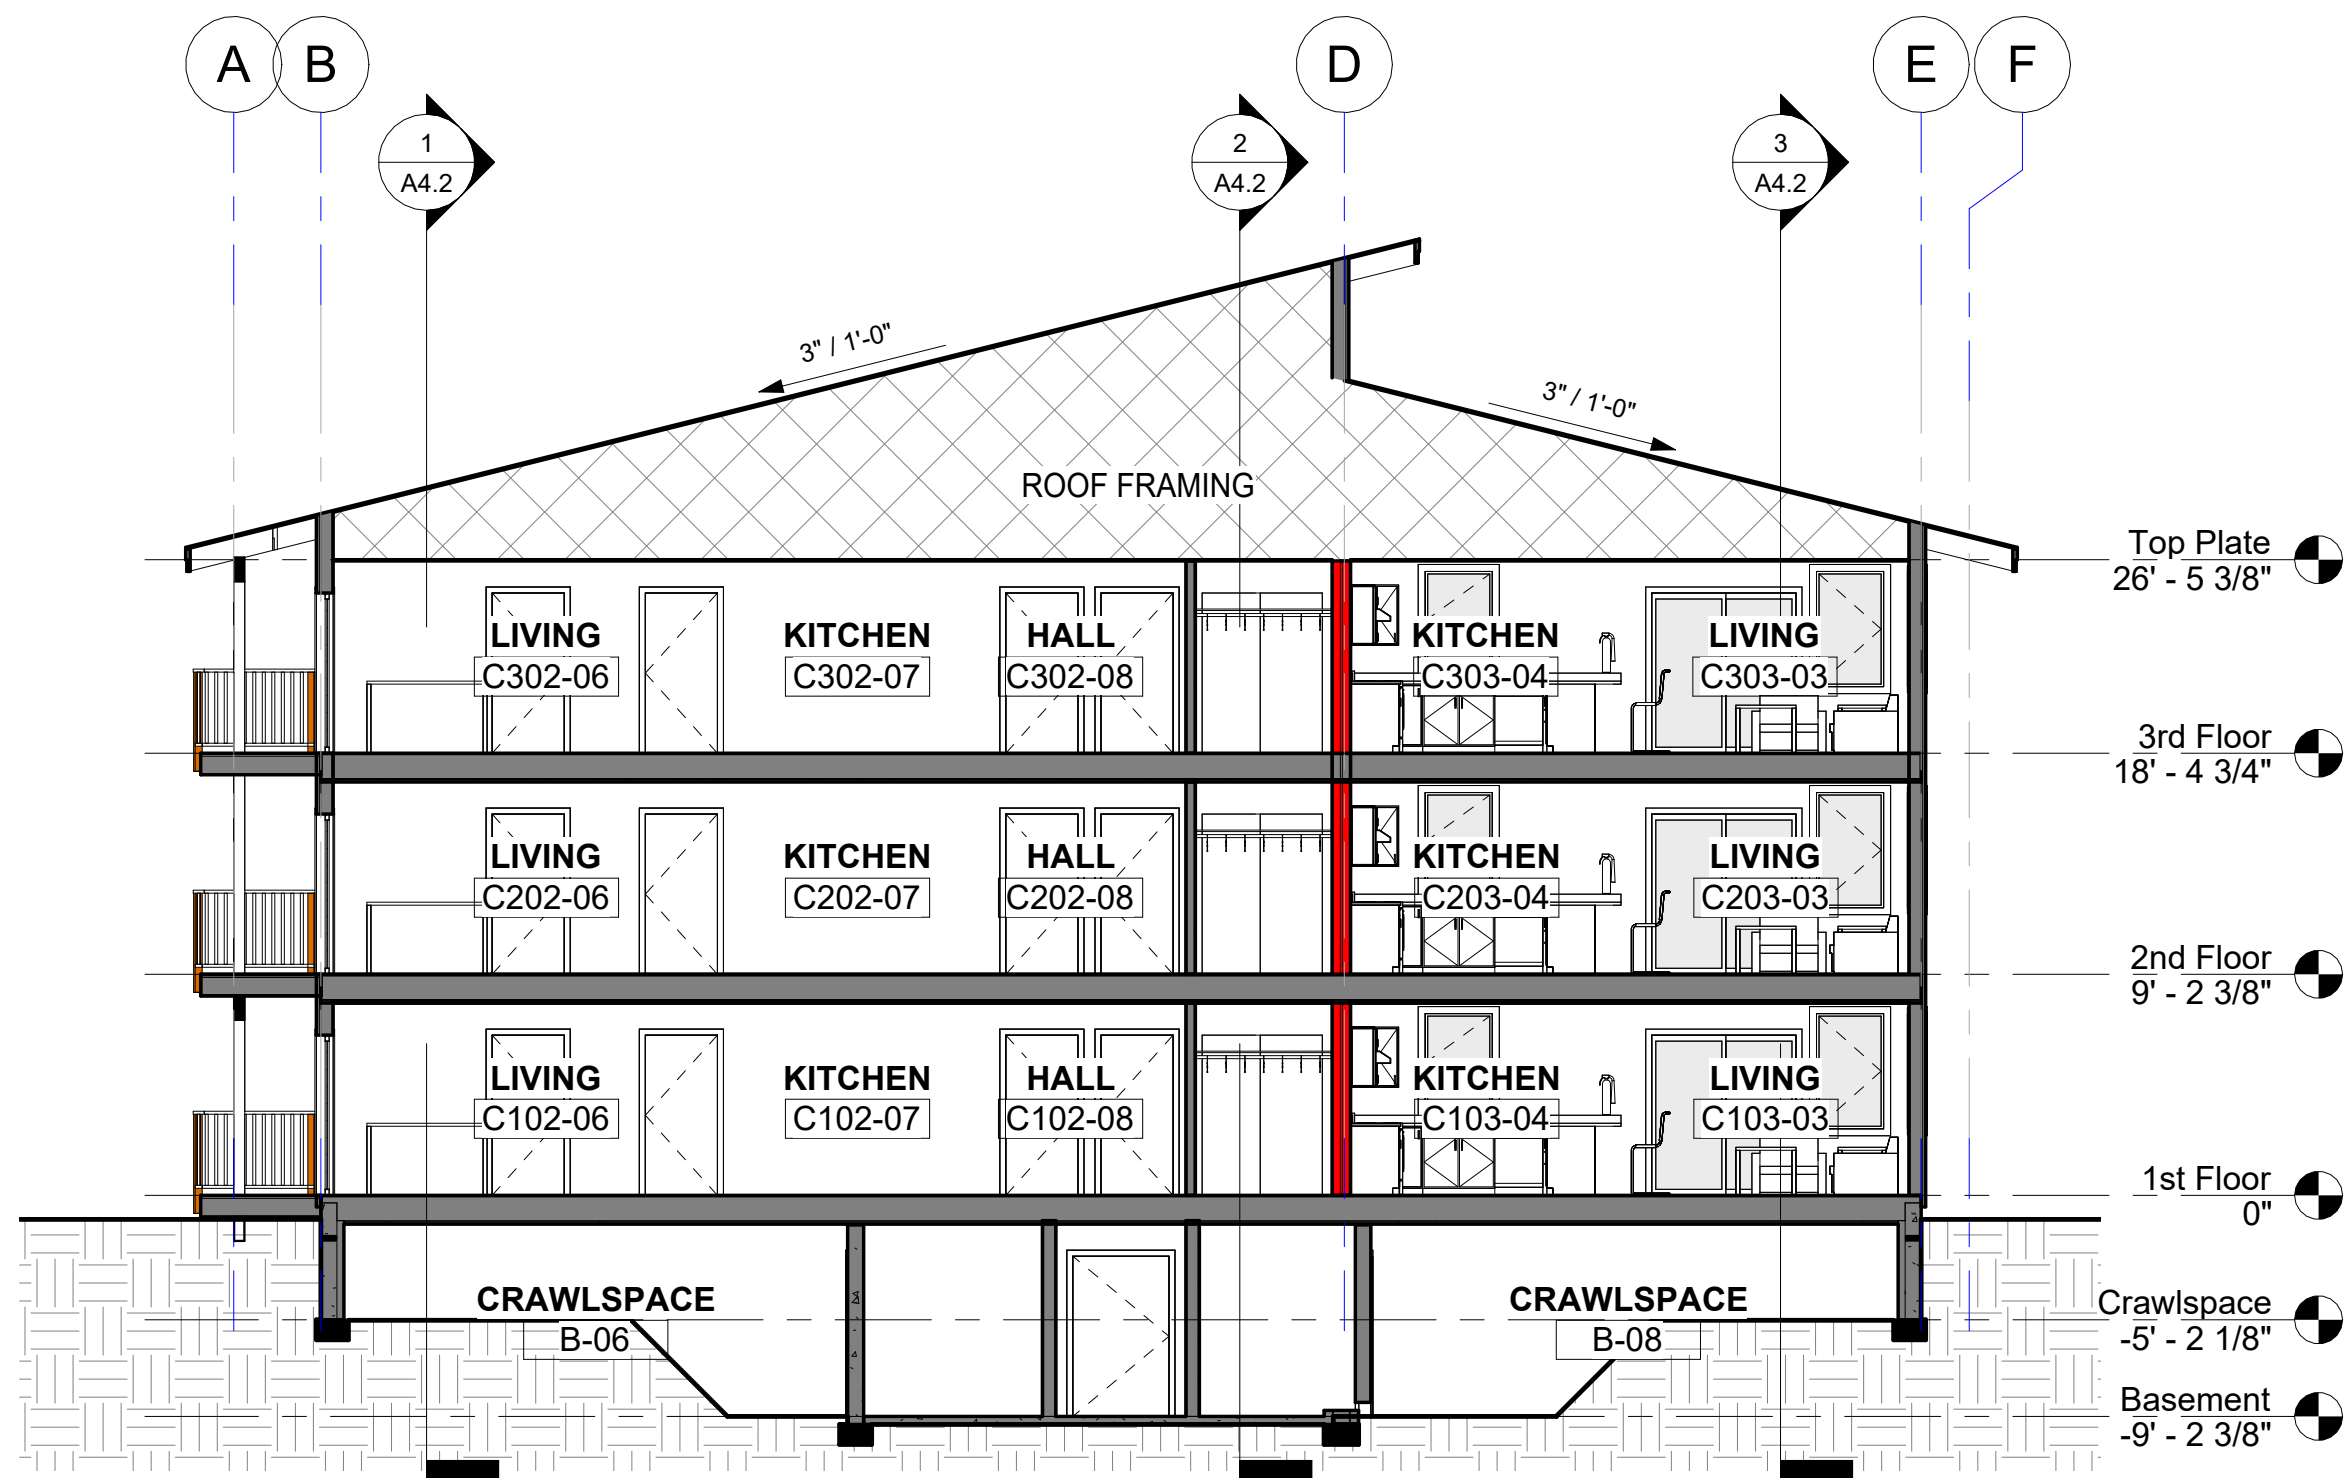 A B D E F
1
A4.2
2
A4.2
3
A4.2
3" / 1'-0"
3" / 1'-0"
ROOF FRAMING
Top Plate
26' - 5 3/8"
LIVING
C302-06
KITCHEN
C302-07
HALL
C302-08
KITCHEN
C303-04
LIVING
C303-03
3rd Floor
18' - 4 3/4"
LIVING
C202-06
KITCHEN
C202-07
HALL
C202-08
KITCHEN
C203-04
LIVING
C203-03
2nd Floor
9' - 2 3/8"
LIVING
C102-06
KITCHEN
C102-07
HALL
C102-08
KITCHEN
C103-04
LIVING
C103-03
1st Floor
0"
CRAWLSPACE
B-06
CRAWLSPACE
B-08
Crawlspace
-5' - 2 1/8"
Basement
-9' - 2 3/8"